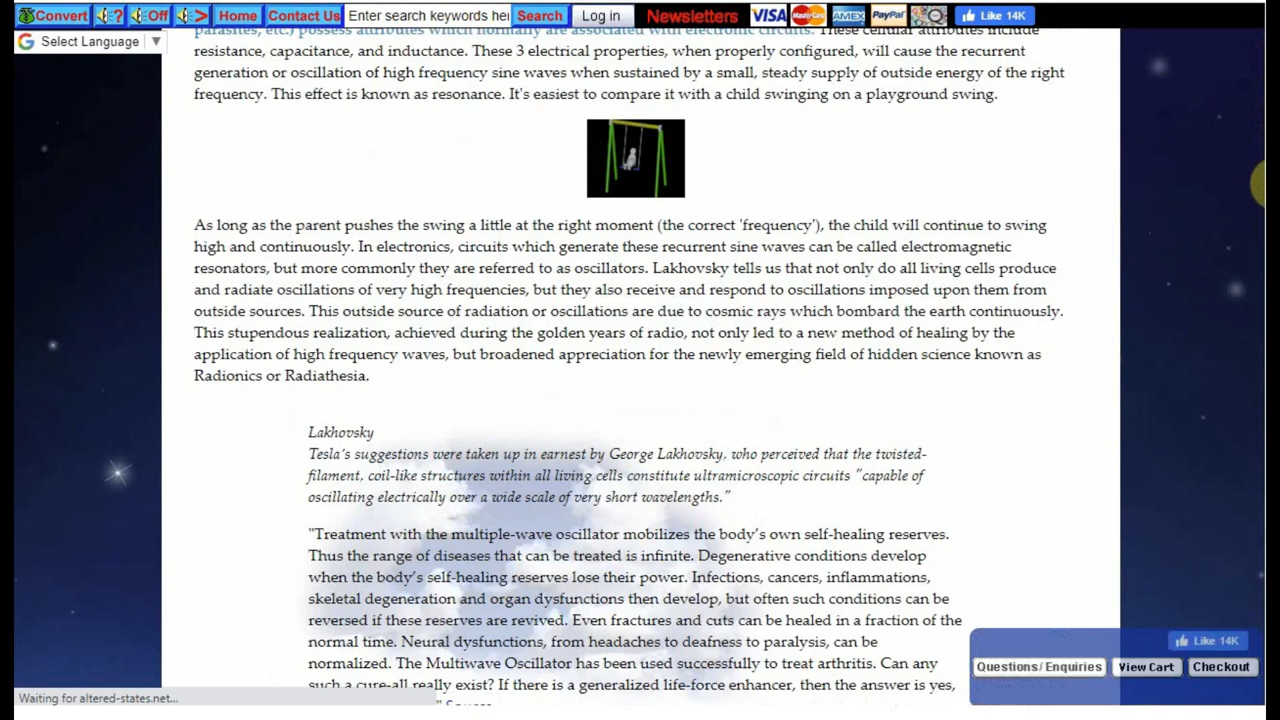 Convert ? Off > Home Contact Us Enter search keywords her Search Log in Newsletters VISA MasterCard AMEX PayPal Like 14K
G Select Language ▼
parasites, etc.) possess attributes which normally are associated with electronic circuits. These cellular attributes include
resistance, capacitance, and inductance. These 3 electrical properties, when properly configured, will cause the recurrent
generation or oscillation of high frequency sine waves when sustained by a small, steady supply of outside energy of the right
frequency. This effect is known as resonance. It's easiest to compare it with a child swinging on a playground swing.
As long as the parent pushes the swing a little at the right moment (the correct 'frequency'), the child will continue to swing
high and continuously. In electronics, circuits which generate these recurrent sine waves can be called electromagnetic
resonators, but more commonly they are referred to as oscillators. Lakhovsky tells us that not only do all living cells produce
and radiate oscillations of very high frequencies, but they also receive and respond to oscillations imposed upon them from
outside sources. This outside source of radiation or oscillations are due to cosmic rays which bombard the earth continuously.
This stupendous realization, achieved during the golden years of radio, not only led to a new method of healing by the
application of high frequency waves, but broadened appreciation for the newly emerging field of hidden science known as
Radionics or Radiathesia.
Lakhovsky
Tesla's suggestions were taken up in earnest by George Lakhovsky, who perceived that the twisted-
filament, coil-like structures within all living cells constitute ultramicroscopic circuits "capable of
oscillating electrically over a wide scale of very short wavelengths."
"Treatment with the multiple-wave oscillator mobilizes the body's own self-healing reserves.
Thus the range of diseases that can be treated is infinite. Degenerative conditions develop
when the body's self-healing reserves lose their power. Infections, cancers, inflammations,
skeletal degeneration and organ dysfunctions then develop, but often such conditions can be
reversed if these reserves are revived. Even fractures and cuts can be healed in a fraction of the
normal time. Neural dysfunctions, from headaches to deafness to paralysis, can be
normalized. The Multiwave Oscillator has been used successfully to treat arthritis. Can any
such a cure-all really exist? If there is a generalized life-force enhancer, then the answer is yes,
Like 14K
Questions/Enquiries View Cart Checkout
Waiting for altered-states.net...